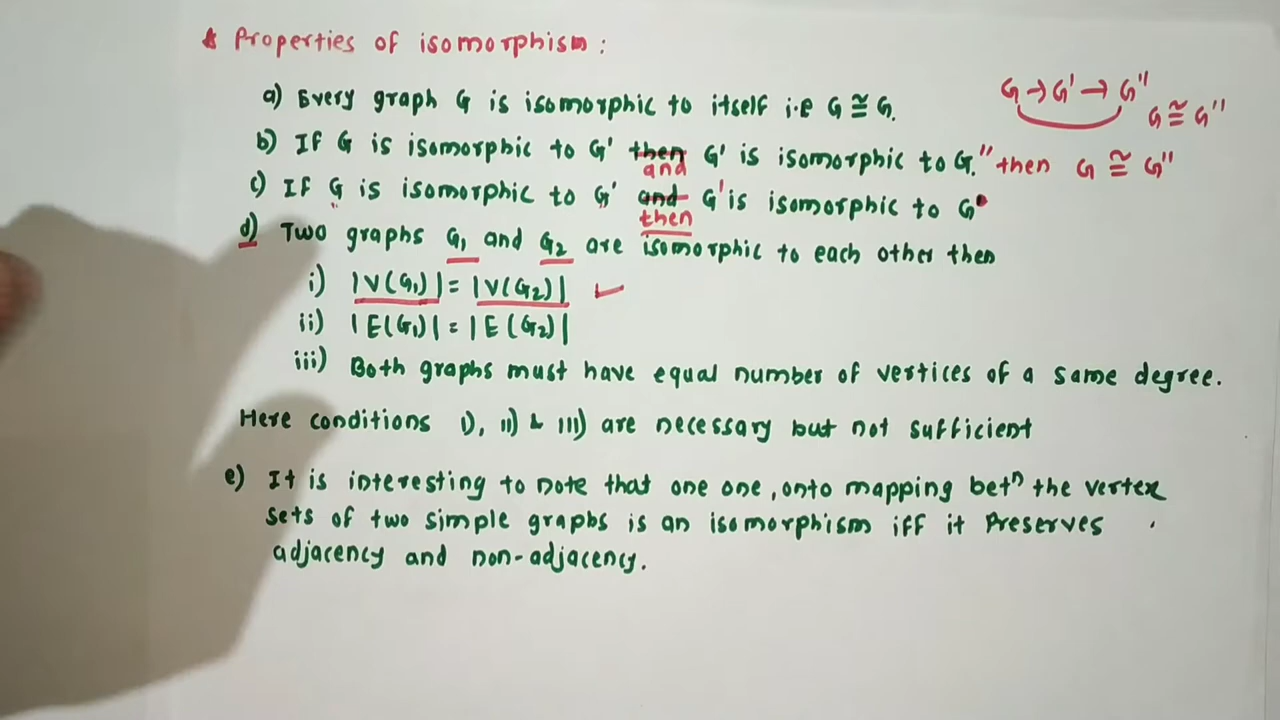 * Properties of isomorphism:
a) Every graph G is isomorphic to itself i.e G ≅ G.
G → G' → G''
G ≅ G''
b) If G is isomorphic to G' then and G' is isomorphic to G.'' then G ≅ G''
c) If G is isomorphic to G' and then G' is isomorphic to G
d) Two graphs G₁ and G₂ are isomorphic to each other then
i) |V(G₁)| = |V(G₂)| ✓
ii) |E(G₁)| = |E(G₂)|
iii) Both graphs must have equal number of vertices of a same degree.
Here conditions i), ii) & iii) are necessary but not sufficient
e) It is interesting to note that one one, onto mapping betⁿ the vertex
sets of two simple graphs is an isomorphism iff it preserves
adjacency and non-adjacency.